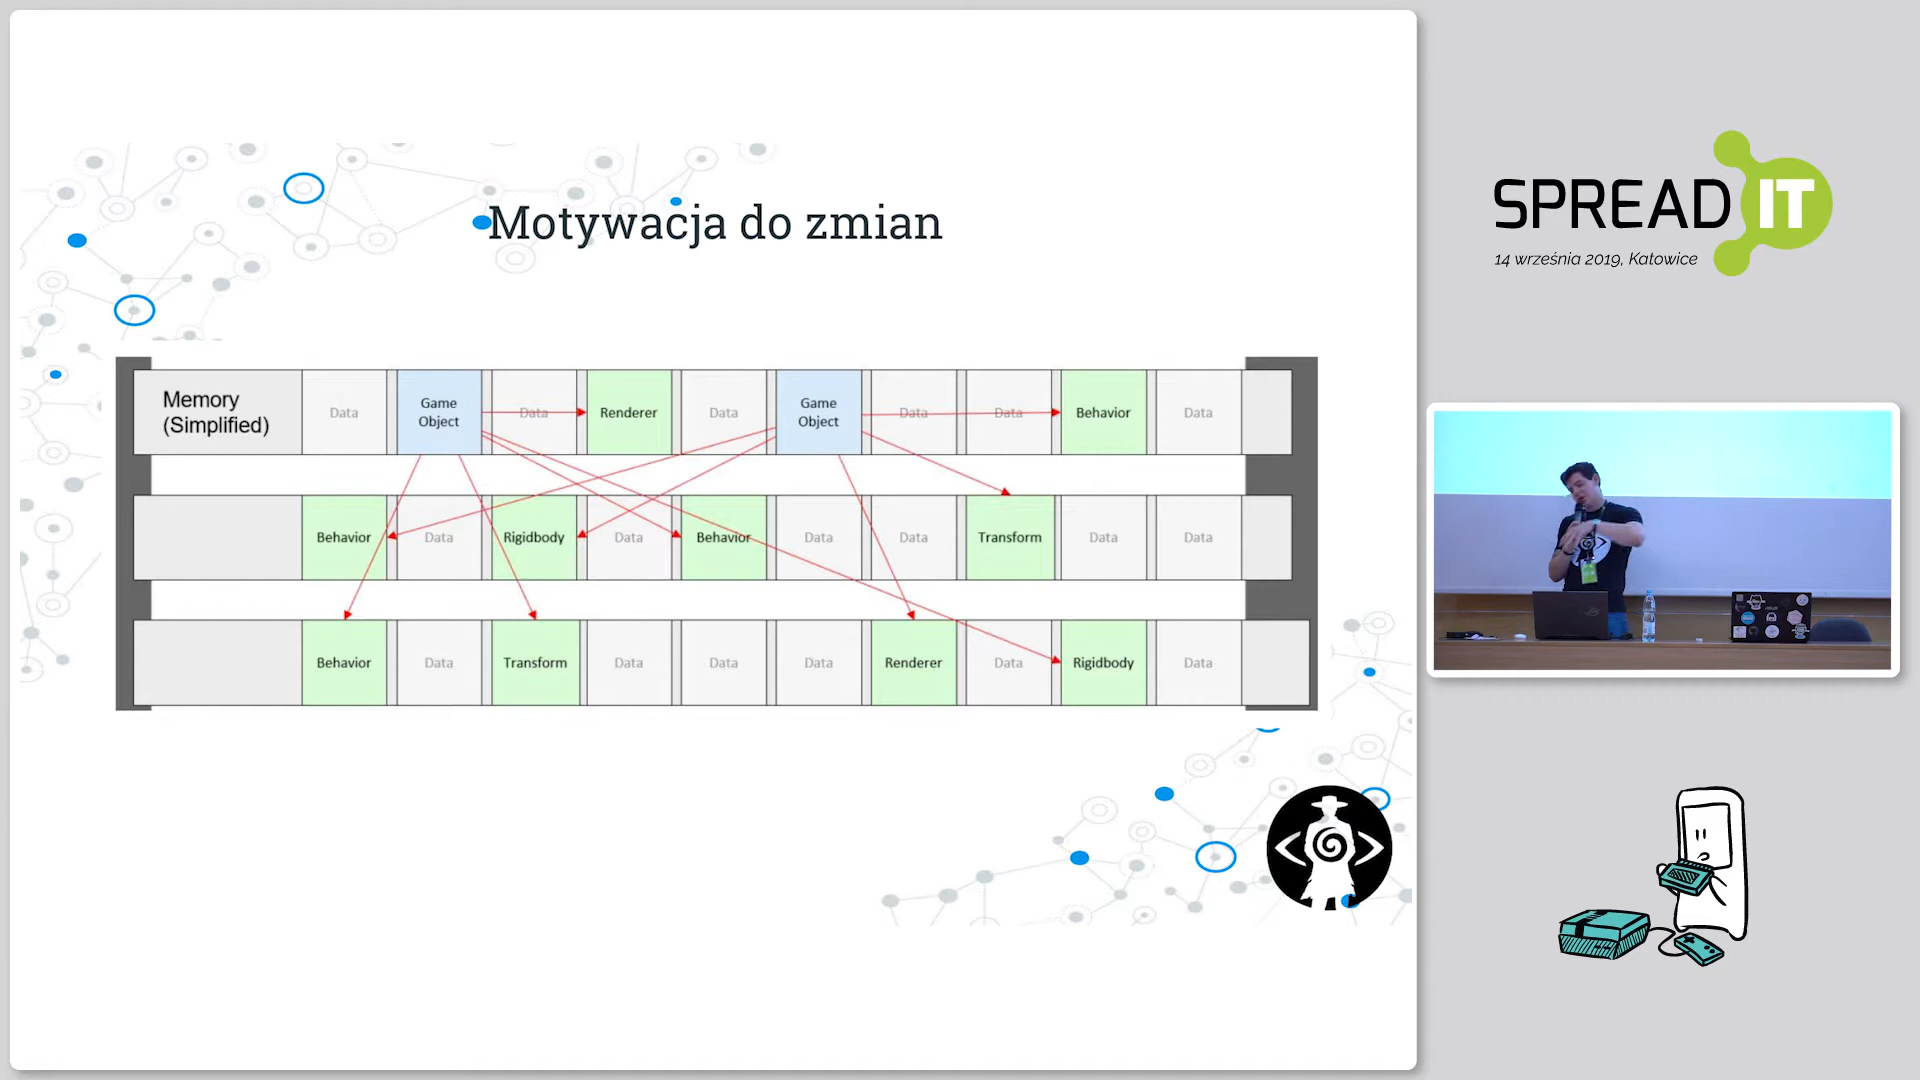 Motywacja do zmian
Memory
(Simplified)
Data
Game
Object
Data
Renderer
Data
Game
Object
Data
Data
Behavior
Data
Behavior
Data
Rigidbody
Data
Behavior
Data
Data
Transform
Data
Data
Behavior
Data
Transform
Data
Data
Data
Renderer
Data
Rigidbody
Data
SPREAD IT
14 września 2019, Katowice